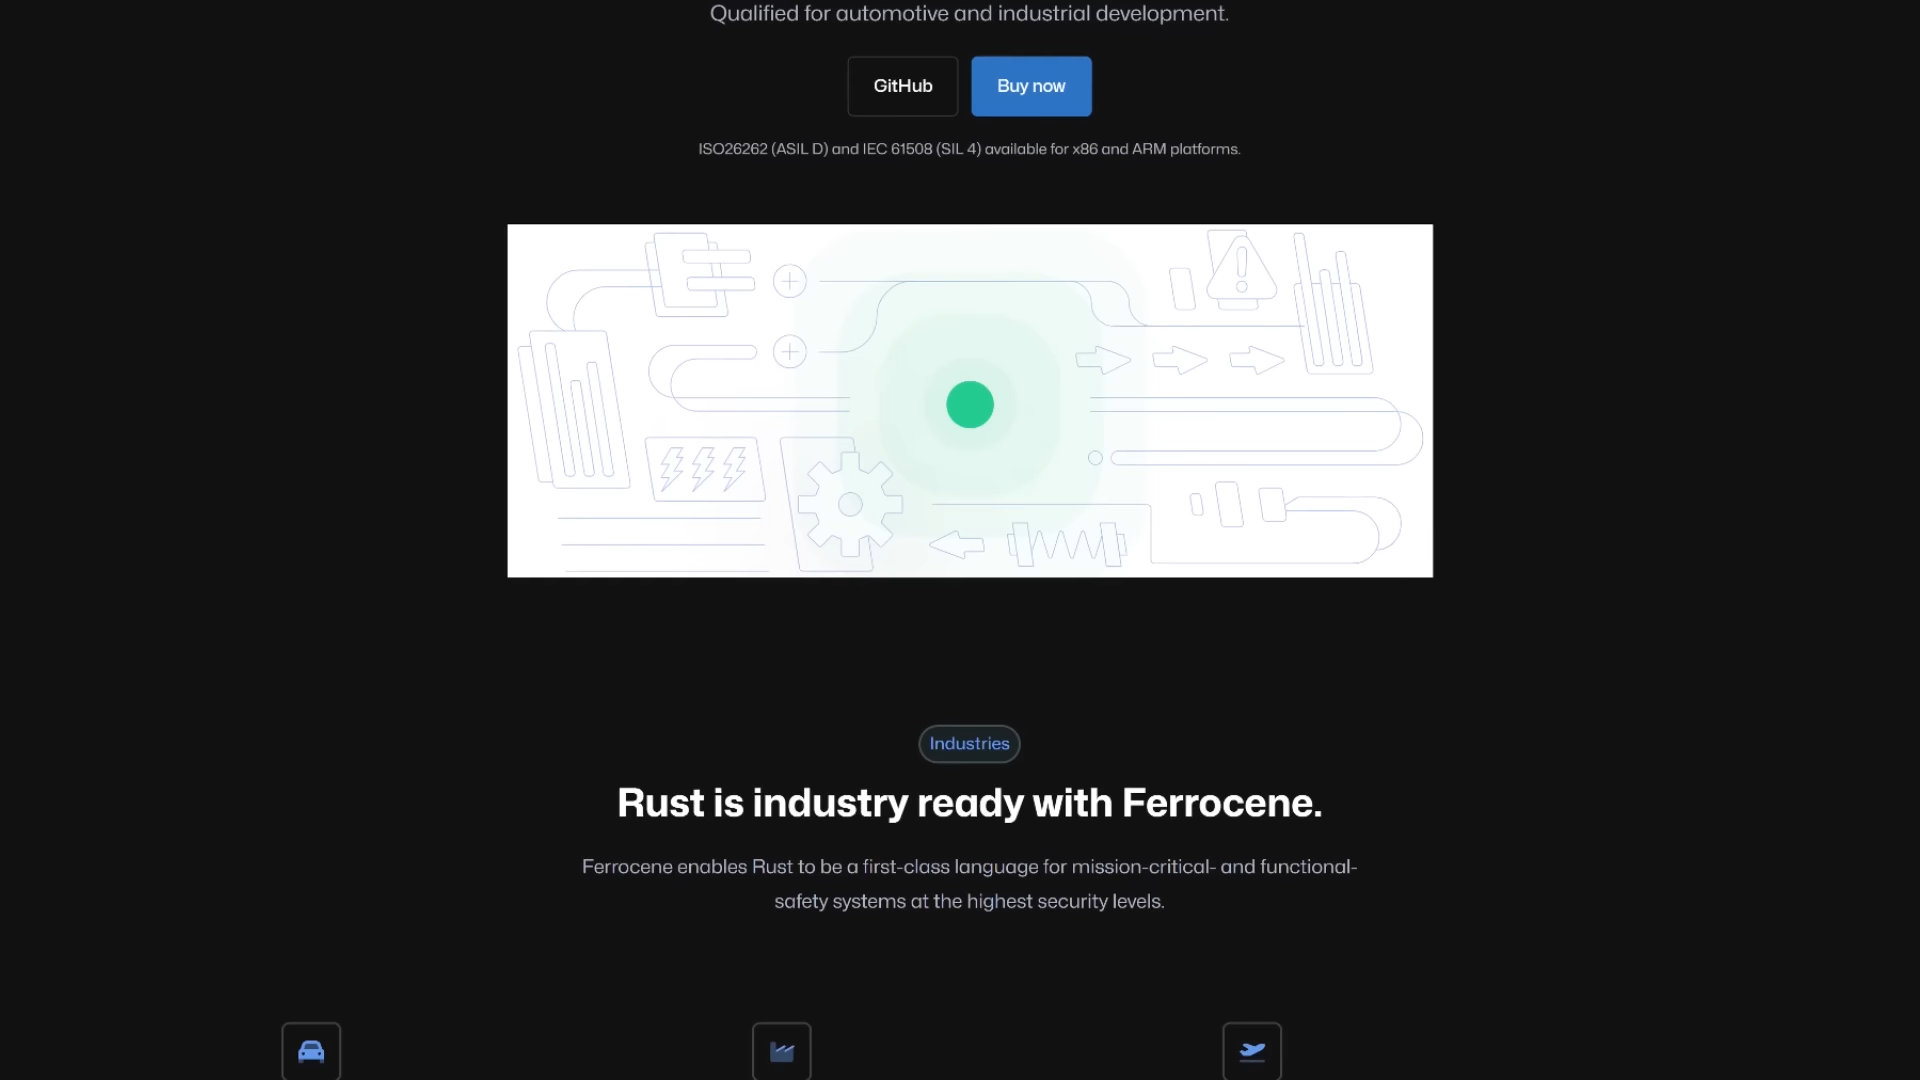 Qualified for automotive and industrial development.
GitHub
Buy now
ISO26262 (ASIL D) and IEC 61508 (SIL 4) available for x86 and ARM platforms.
Industries
Rust is industry ready with Ferrocene.
Ferrocene enables Rust to be a first-class language for mission-critical- and functional-
safety systems at the highest security levels.